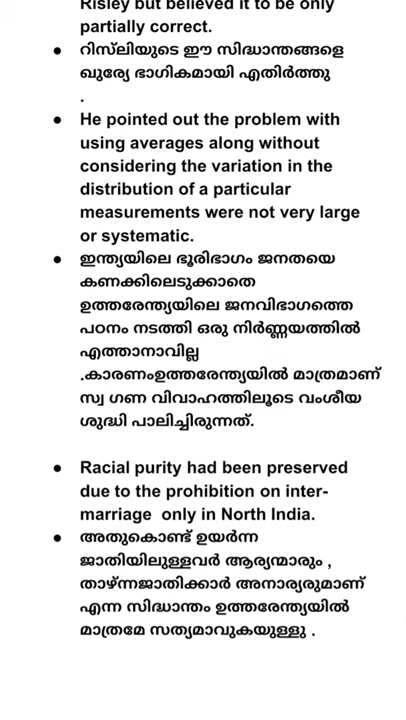 Risley but believed it to be only
partially correct.
● റിസ്ലിയുടെ ഈ സിദ്ധാന്തങ്ങളെ
ഖുര്യേ ഭാഗികമായി എതിർത്തു
.
● He pointed out the problem with
using averages along without
considering the variation in the
distribution of a particular
measurements were not very large
or systematic.
● ഇന്ത്യയിലെ ഭൂരിഭാഗം ജനതയെ
കണക്കിലെടുക്കാതെ
ഉത്തരേന്ത്യയിലെ ജനവിഭാഗത്തെ
പഠനം നടത്തി ഒരു നിർണ്ണയത്തിൽ
എത്താനാവില്ല
.കാരണംഉത്തരേന്ത്യയിൽ മാത്രമാണ്
സ്വ ഗണ വിവാഹത്തിലൂടെ വംശീയ
ശുദ്ധി പാലിച്ചിരുന്നത്.
● Racial purity had been preserved
due to the prohibition on inter-
marriage only in North India.
● അതുകൊണ്ട് ഉയർന്ന
ജാതിയിലുള്ളവർ ആര്യന്മാരും ,
താഴ്ന്നജാതിക്കാർ അനാര്യരുമാണ്
എന്ന സിദ്ധാന്തം ഉത്തരേന്ത്യയിൽ
മാത്രമേ സത്യമാവുകയുള്ളു .